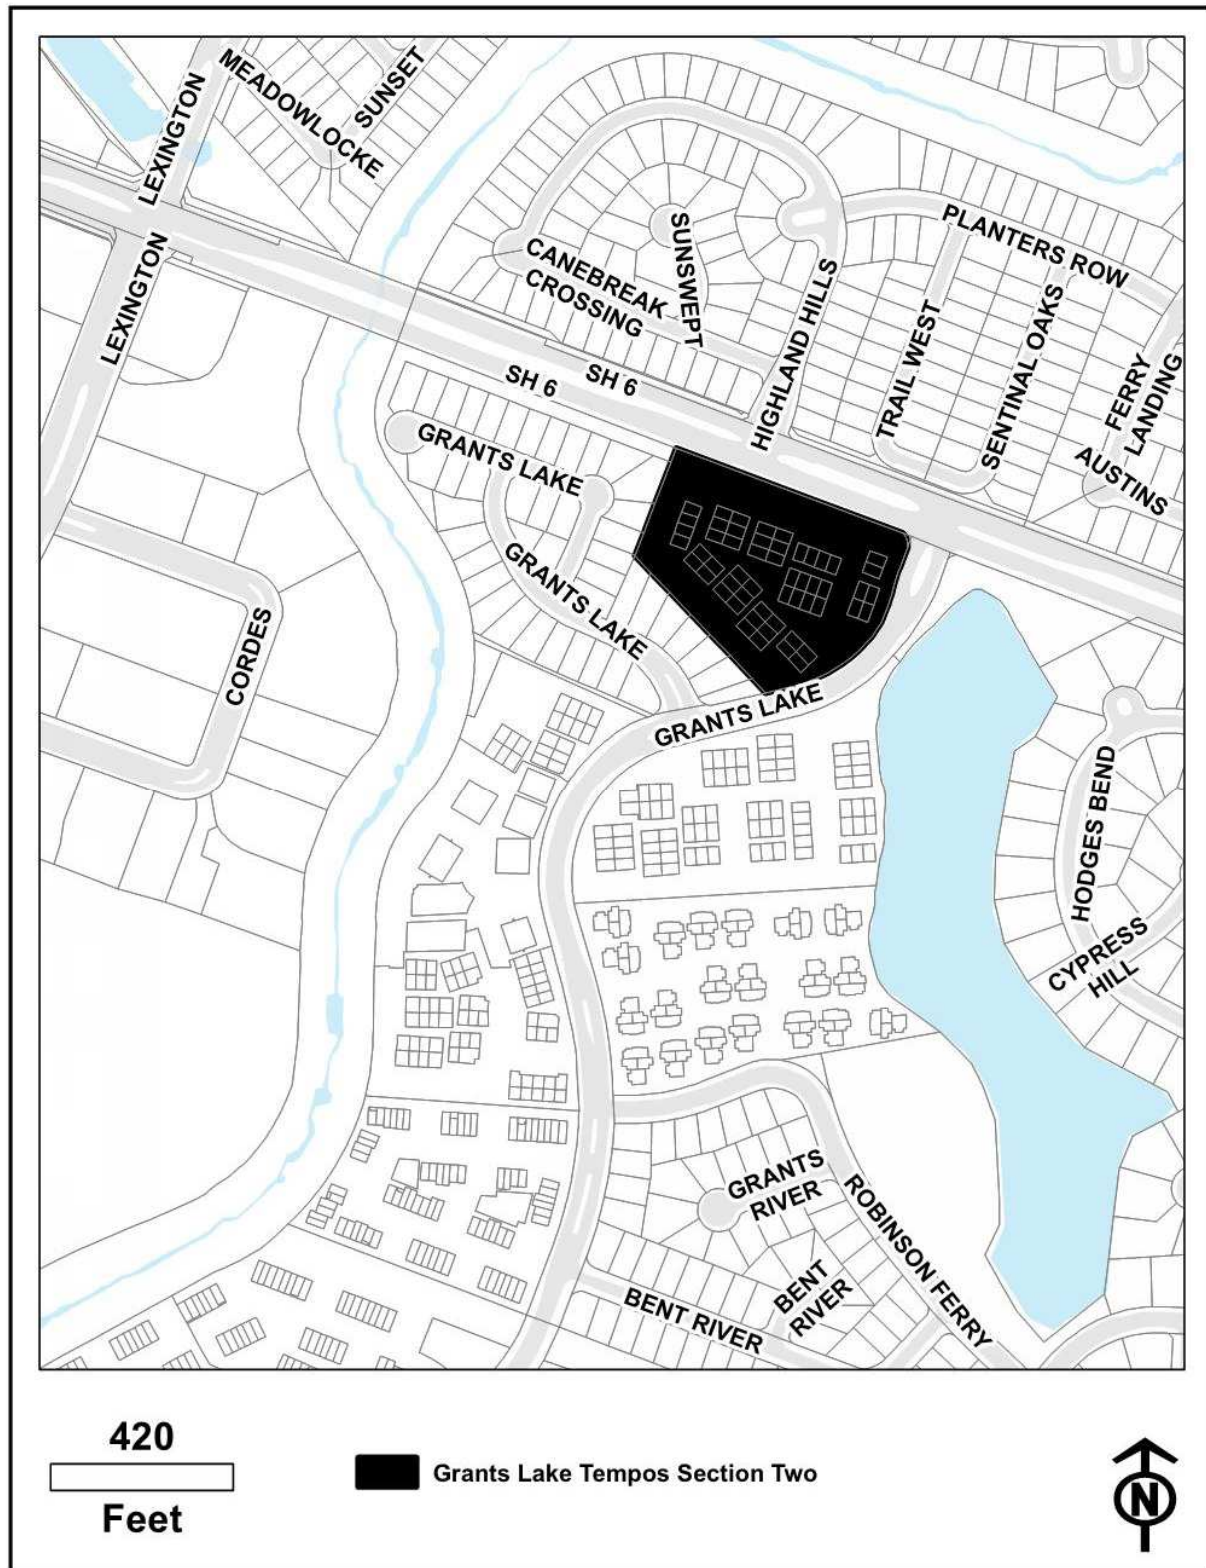 MEADOWLOCKE
SUNSET
LEXINGTON
LEXINGTON
CANEBREAK
CROSSING
SUNSWEPT
HIGHLAND HILLS
PLANTERS ROW
TRAIL WEST
SENTINAL OAKS
FERRY
LANDING
AUSTINS
SH 6
SH 6
GRANTS LAKE
GRANTS LAKE
CORDES
GRANTS LAKE
HODGES BEND
CYPRESS
HILL
GRANTS
RIVER
ROBINSON FERRY
BENT
RIVER
BENT RIVER
420
Feet
Grants Lake Tempos Section Two
N